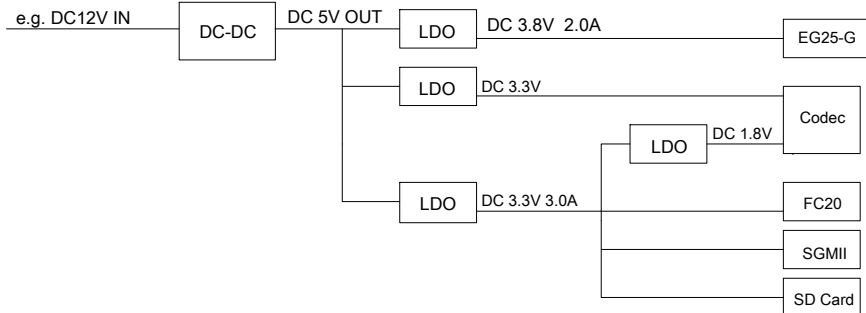 e.g. DC12V IN
DC-DC
DC 5V OUT
LDO
DC 3.8V 2.0A
EG25-G
LDO
DC 3.3V
Codec
LDO
DC 1.8V
LDO
DC 3.3V 3.0A
FC20
SGMII
SD Card